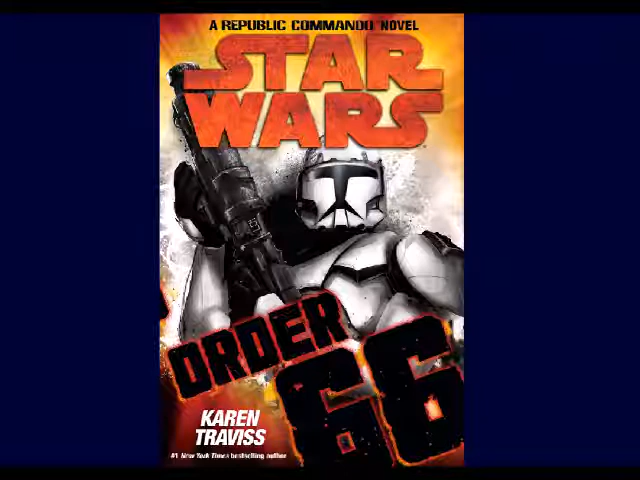 A REPUBLIC COMMANDO NOVEL
STAR
WARS
ORDER
66
KAREN
TRAVISS
#1 New York Times bestselling author